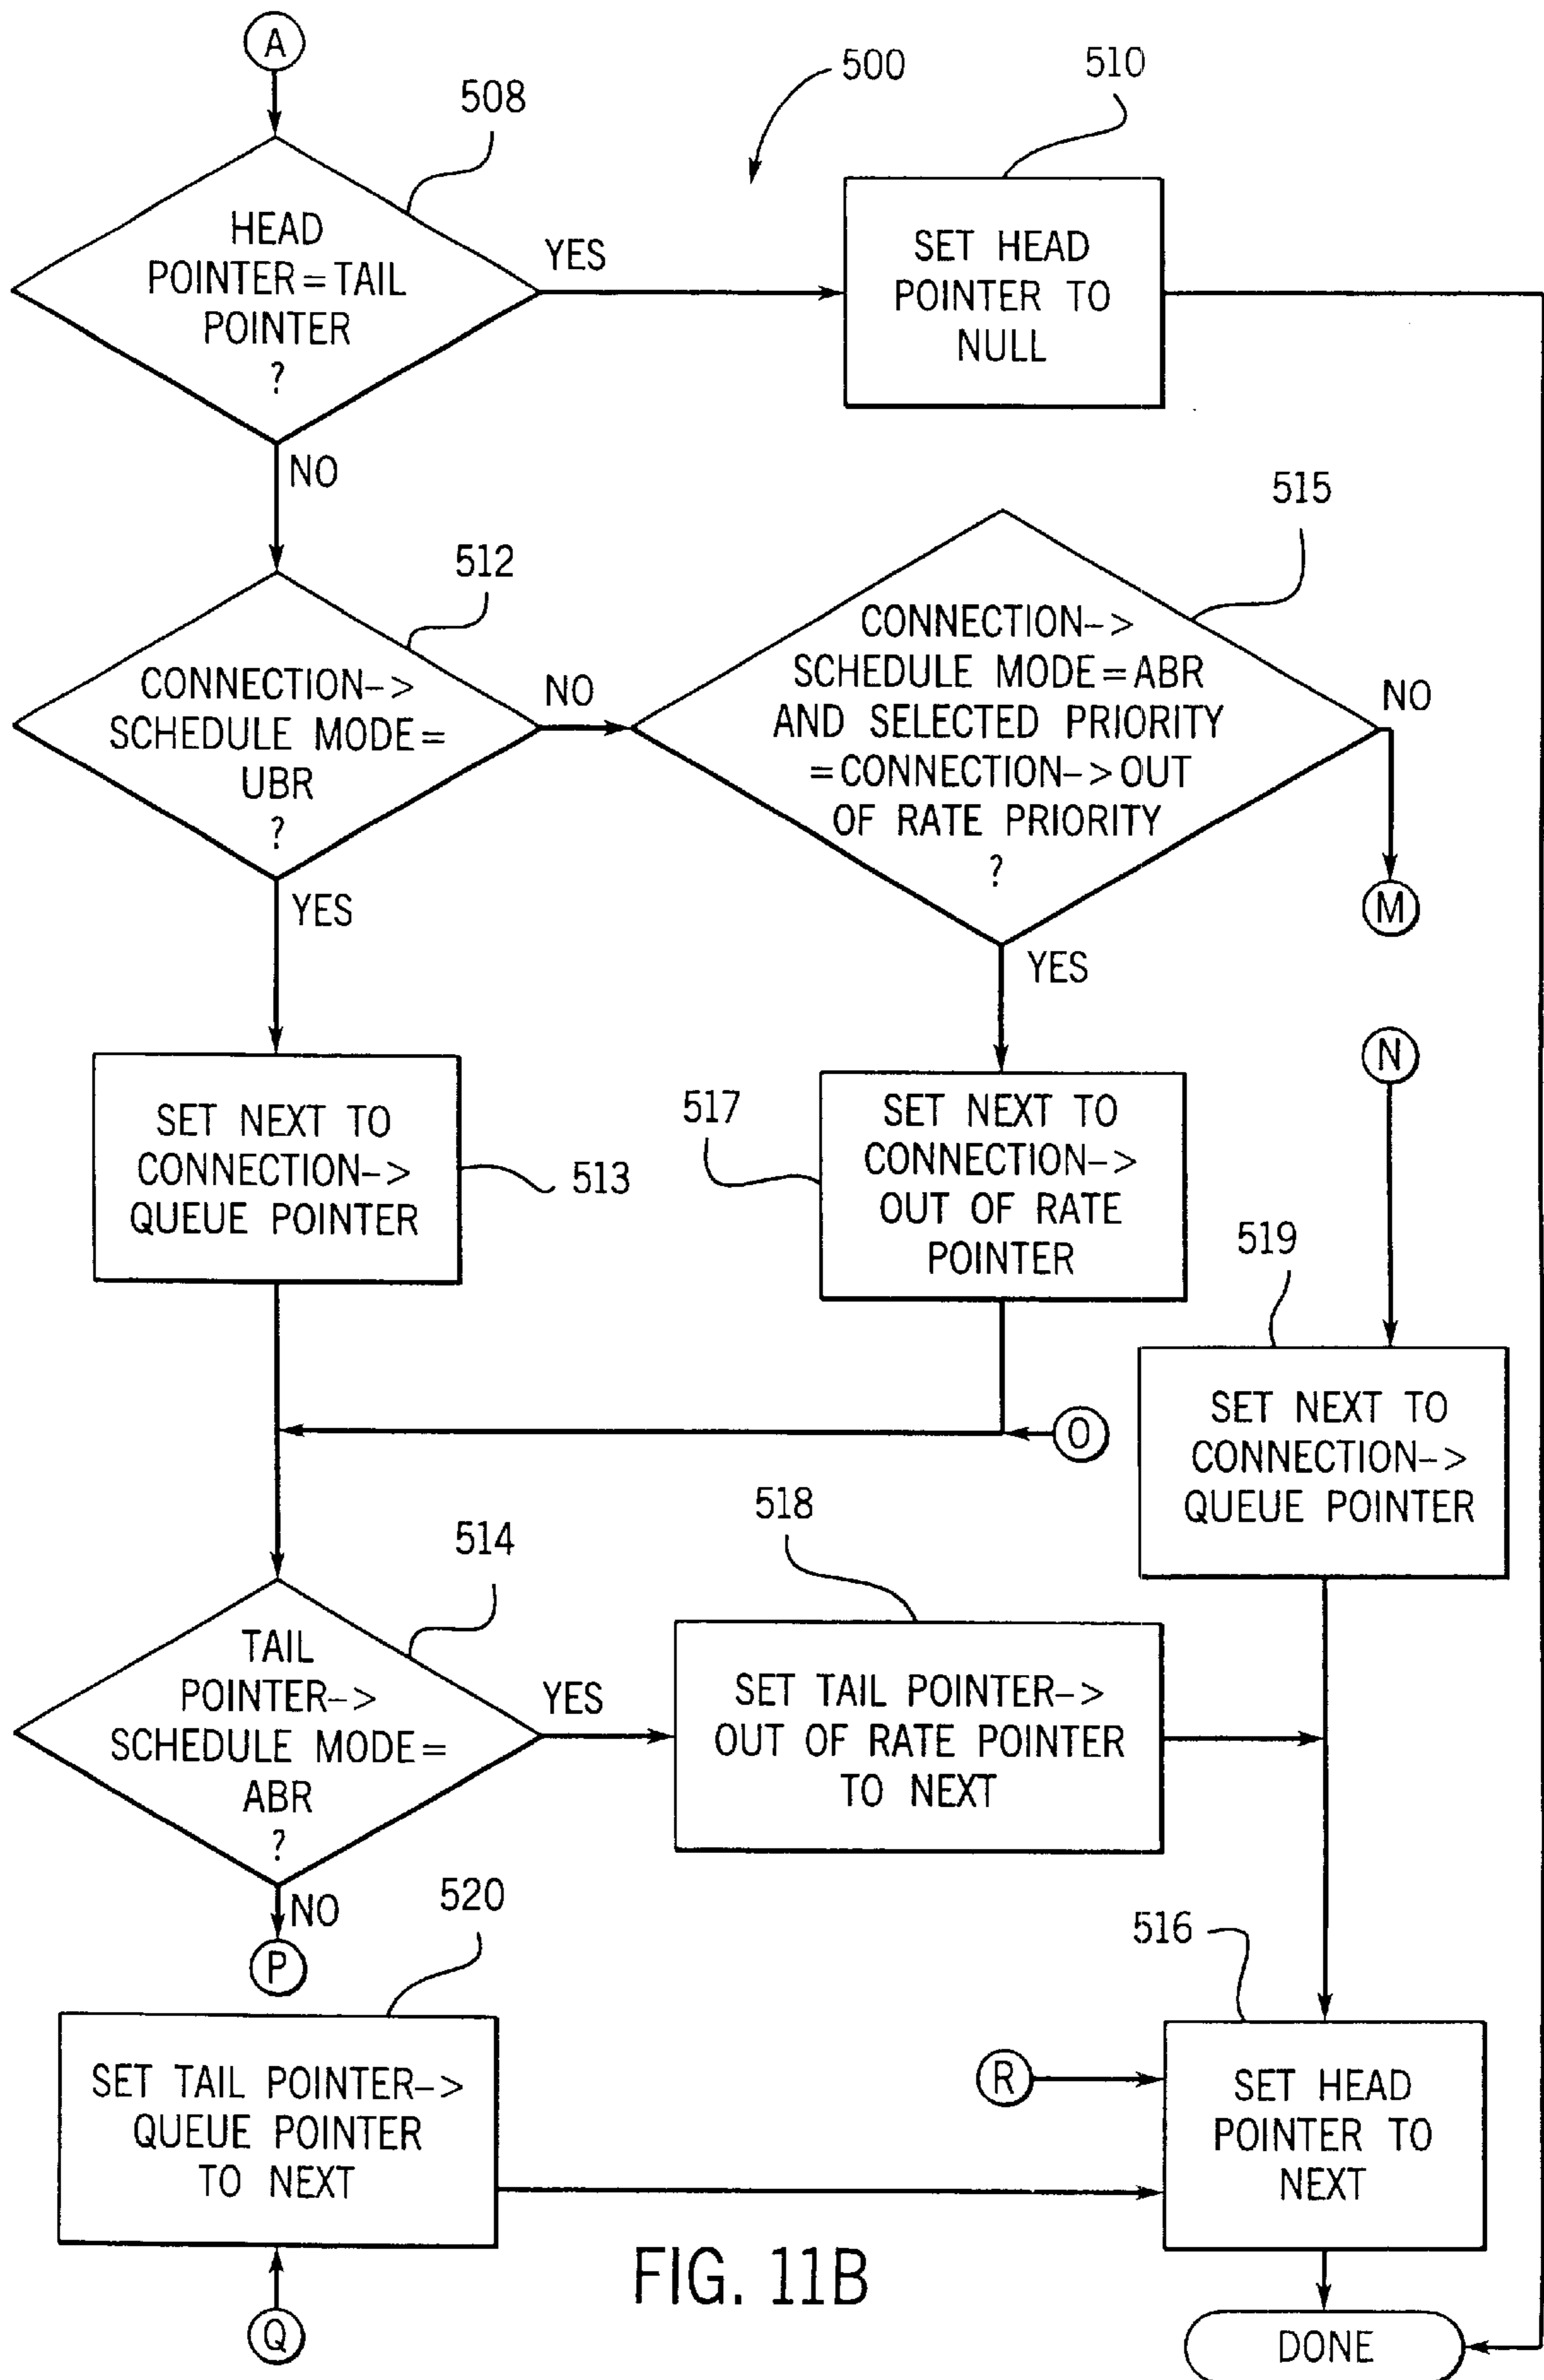 A
500
510
508
HEAD
POINTER=TAIL
POINTER
?
YES
SET HEAD
POINTER TO
NULL
NO
515
512
CONNECTION->
SCHEDULE MODE=
UBR
?
NO
CONNECTION->
SCHEDULE MODE=ABR
AND SELECTED PRIORITY
=CONNECTION->OUT
OF RATE PRIORITY
?
NO
M
YES
YES
N
SET NEXT TO
CONNECTION->
QUEUE POINTER
513
517
SET NEXT TO
CONNECTION->
OUT OF RATE
POINTER
519
SET NEXT TO
CONNECTION->
QUEUE POINTER
O
514
518
TAIL
POINTER->
SCHEDULE MODE=
ABR
?
YES
SET TAIL POINTER->
OUT OF RATE POINTER
TO NEXT
NO
P
520
516
SET TAIL POINTER->
QUEUE POINTER
TO NEXT
R
SET HEAD
POINTER TO
NEXT
Q
FIG. 11B
DONE